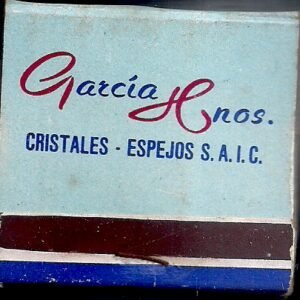 García Hnos.
CRISTALES - ESPEJOS S.A.I.C.